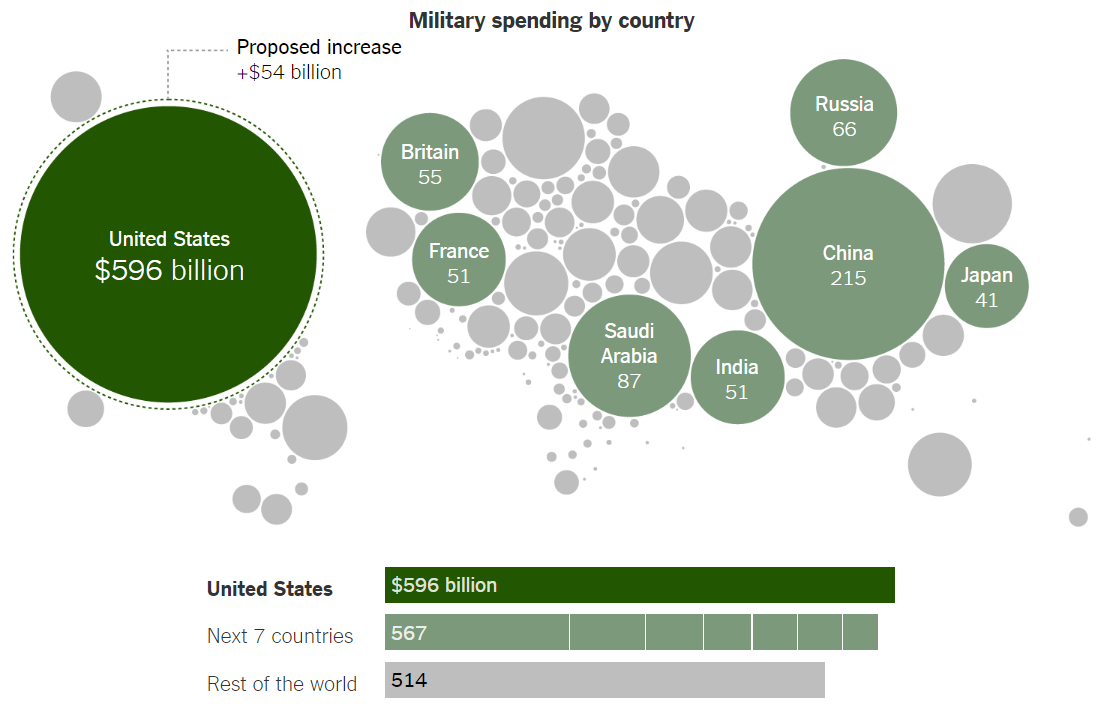 Military spending by country
Proposed increase
+$54 billion
United States
$596 billion
Britain
55
France
51
Saudi
Arabia
87
India
51
Russia
66
China
215
Japan
41
United States
$596 billion
Next 7 countries
567
Rest of the world
514